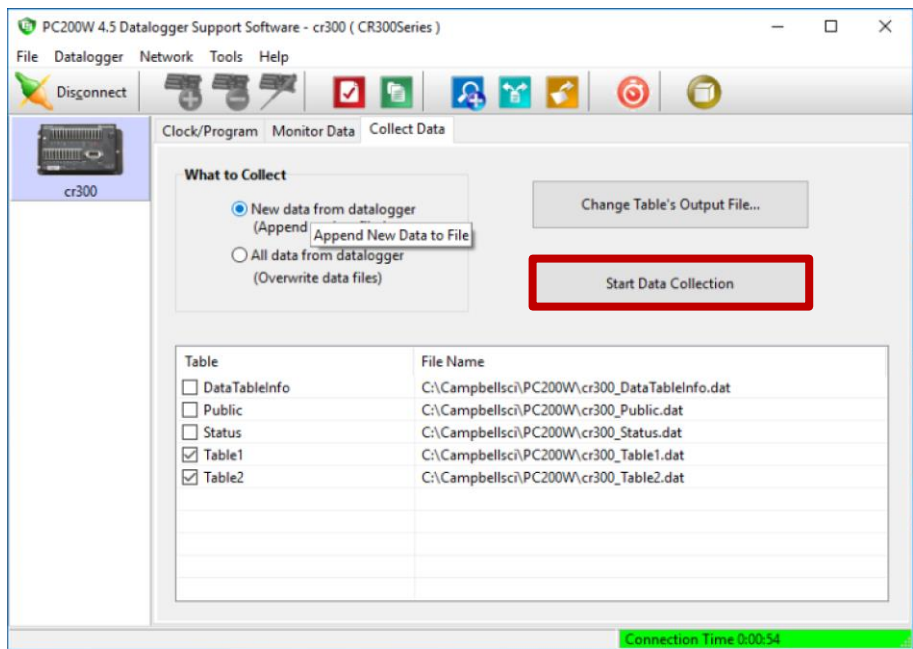 PC200W 4.5 Datalogger Support Software - cr300 ( CR300Series )
File Datalogger Network Tools Help
Disconnect
cr300
Clock/Program Monitor Data Collect Data
What to Collect
New data from datalogger
(Append
Append New Data to File
All data from datalogger
(Overwrite data files)
Change Table's Output File...
Start Data Collection
Table File Name
DataTableInfo C:\Campbellsci\PC200W\cr300_DataTableInfo.dat
Public C:\Campbellsci\PC200W\cr300_Public.dat
Status C:\Campbellsci\PC200W\cr300_Status.dat
Table1 C:\Campbellsci\PC200W\cr300_Table1.dat
Table2 C:\Campbellsci\PC200W\cr300_Table2.dat
Connection Time 0:00:54